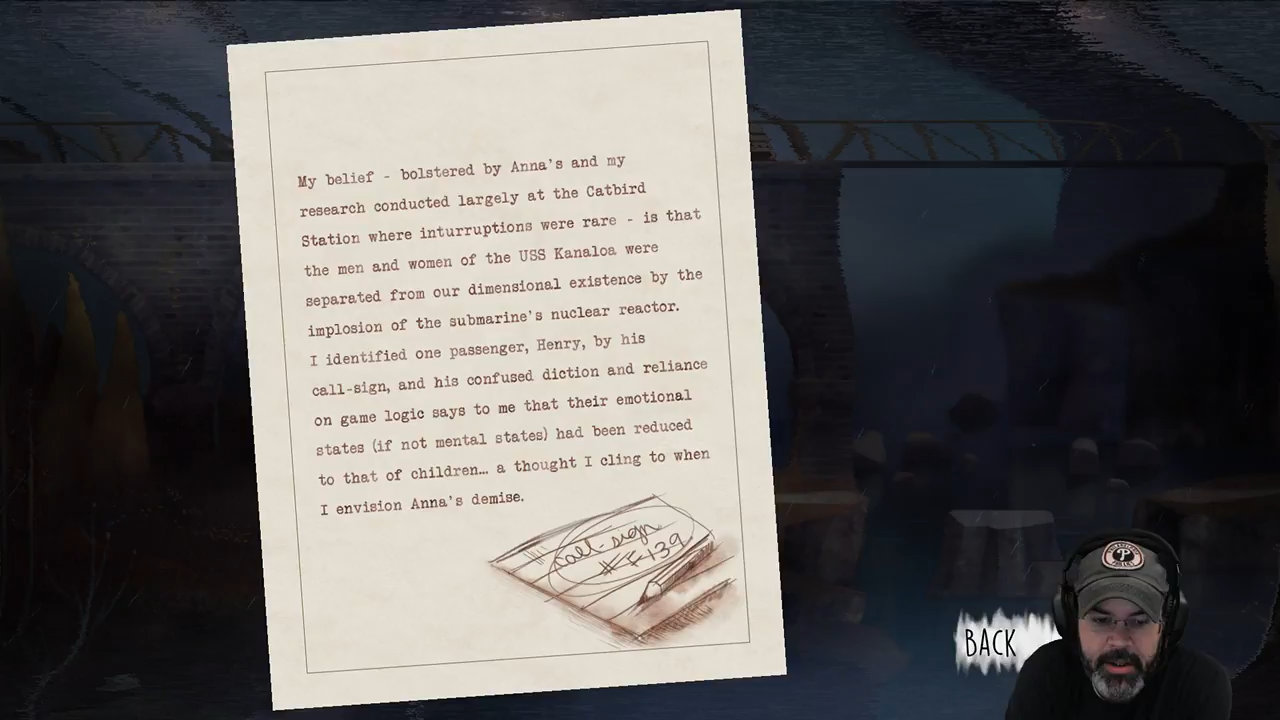 My belief - bolstered by Anna's and my
research conducted largely at the Catbird
Station where inturruptions were rare - is that
the men and women of the USS Kanaloa were
separated from our dimensional existence by the
implosion of the submarine's nuclear reactor.
I identified one passenger, Henry, by his
call-sign, and his confused diction and reliance
on game logic says to me that their emotional
states (if not mental states) had been reduced
to that of children… a thought I cling to when
I envision Anna's demise.
call-sign
#F-139
BACK
P